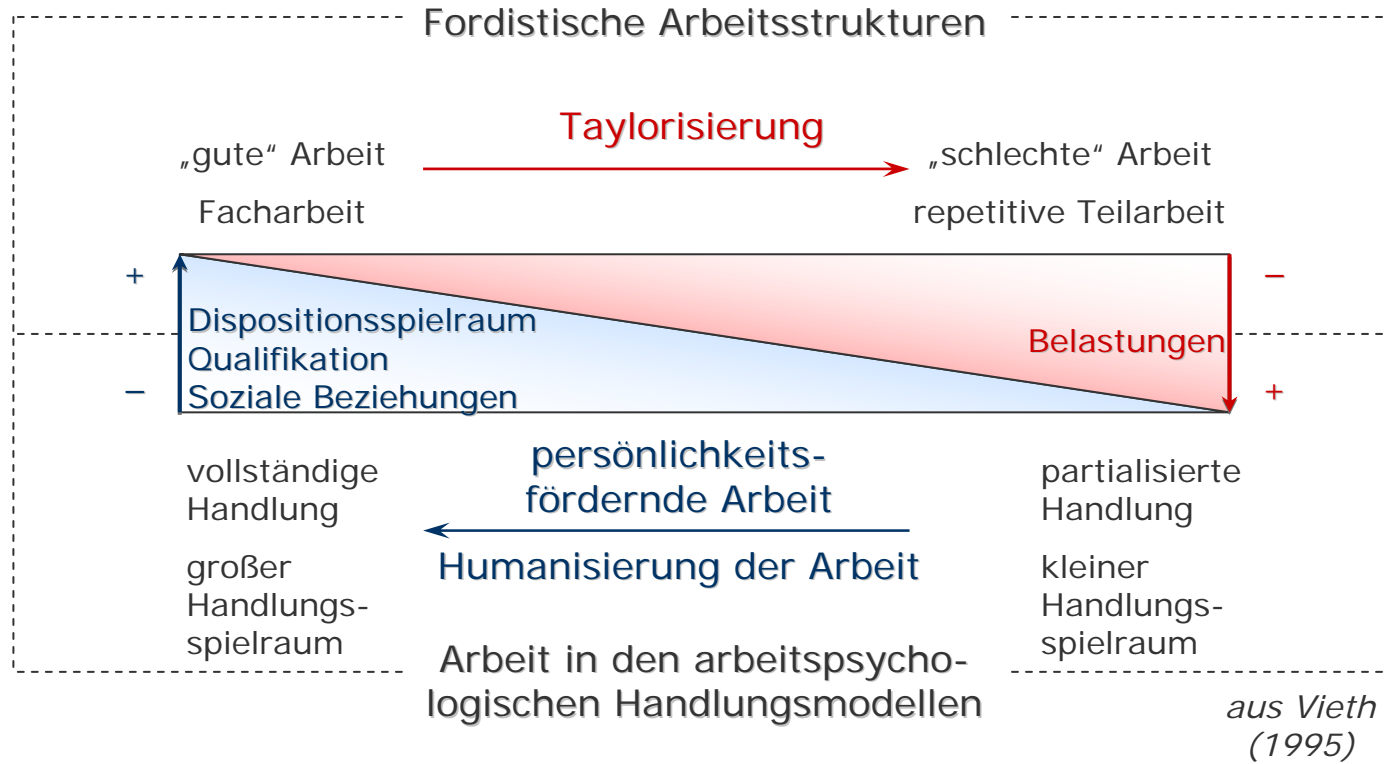 Fordistische Arbeitsstrukturen
Taylorisierung
„gute“ Arbeit
„schlechte“ Arbeit
Facharbeit
repetitive Teilarbeit
+
–
Dispositionsspielraum
Qualifikation
Soziale Beziehungen
–
Belastungen
–
+
vollständige
Handlung
großer
Handlungs-
spielraum
persönlichkeits-
fördernde Arbeit
Humanisierung der Arbeit
partialisierte
Handlung
kleiner
Handlungs-
spielraum
Arbeit in den arbeitspsycho-
logischen Handlungsmodellen
aus Vieth
(1995)